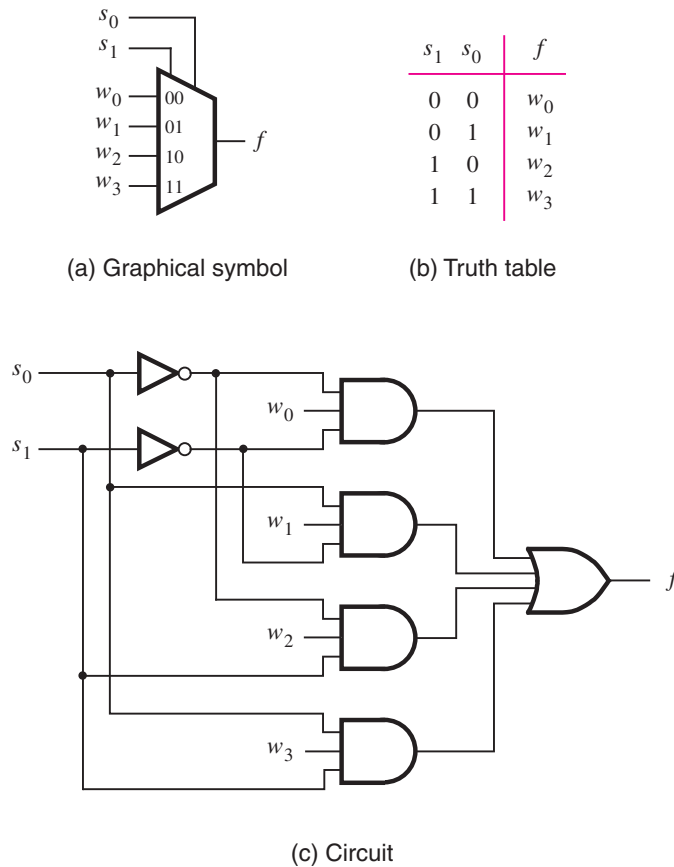 s0
s1
w0 00
w1 01
w2 10
w3 11
f
(a) Graphical symbol
s1 s0 f
0 0 w0
0 1 w1
1 0 w2
1 1 w3
(b) Truth table
s0
w0
s1
w1
f
w2
w3
(c) Circuit